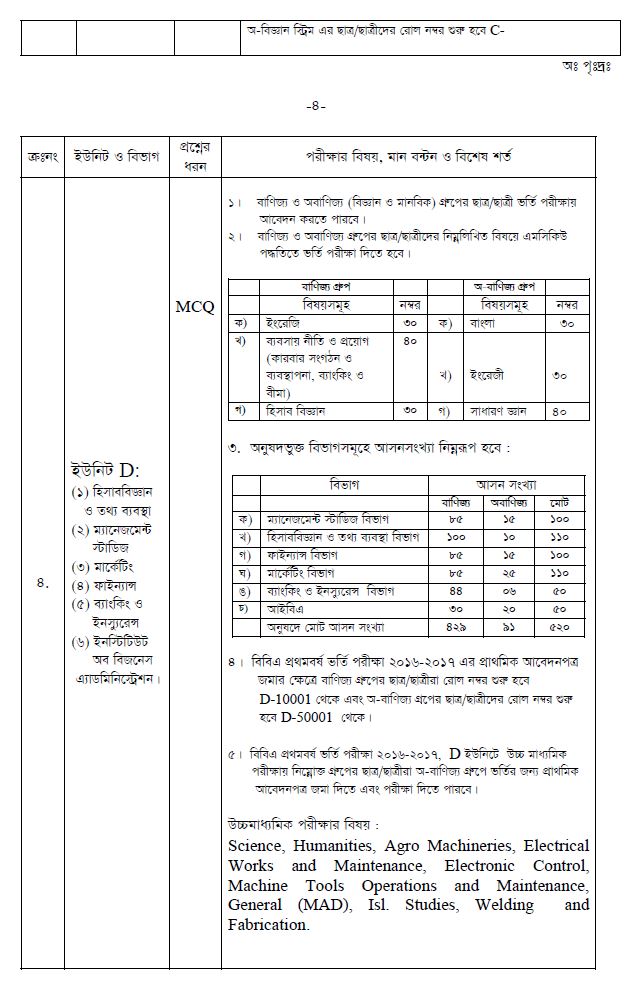 অ-বিজ্ঞান স্ট্রিম এর ছাত্র/ছাত্রীদের রোল নম্বর শুরু হবে C-
অঃ পৃঃদ্রঃ
-৪-
ক্রঃনং ইউনিট ও বিভাগ প্রশ্নের ধরন পরীক্ষার বিষয়, মান বন্টন ও বিশেষ শর্ত
৪.
ইউনিট D:
(১) হিসাববিজ্ঞান
ও তথ্য ব্যবস্থা
(২) ম্যানেজমেন্ট
স্টাডিজ
(৩) মার্কেটিং
(৪) ফাইন্যান্স
(৫) ব্যাংকিং ও
ইনস্যুরেন্স
(৬) ইনস্টিটিউট
অব বিজনেস
এ্যাডমিনিস্ট্রেশন।
MCQ
১। বাণিজ্য ও অবাণিজ্য (বিজ্ঞান ও মানবিক) গ্রুপের ছাত্র/ছাত্রী ভর্তি পরীক্ষায়
আবেদন করতে পারবে।
২। বাণিজ্য ও অবাণিজ্য গ্রুপের ছাত্র/ছাত্রীদের নিম্নলিখিত বিষয়ে এমসিকিউ
পদ্ধতিতে ভর্তি পরীক্ষা দিতে হবে।
বাণিজ্য গ্রুপ অ-বাণিজ্য গ্রুপ
বিষয়সমূহ নম্বর বিষয়সমূহ নম্বর
ক) ইংরেজি ৩০ ক) বাংলা ৩০
খ) ব্যবসায় নীতি ও প্রয়োগ ৪০
(কারবার সংগঠন ও
ব্যবস্থাপনা, ব্যাংকিং ও খ) ইংরেজী ৩০
বীমা)
গ) হিসাব বিজ্ঞান ৩০ গ) সাধারণ জ্ঞান ৪০
৩. অনুষদভুক্ত বিভাগসমূহে আসনসংখ্যা নিম্নরূপ হবে :
বিভাগ আসন সংখ্যা
বাণিজ্য অবাণিজ্য মোট
ক) ম্যানেজমেন্ট স্টাডিজ বিভাগ ৮৫ ১৫ ১০০
খ) হিসাববিজ্ঞান ও তথ্য ব্যবস্থা বিভাগ ১০০ ১০ ১১০
গ) ফাইন্যান্স বিভাগ ৮৫ ১৫ ১০০
ঘ) মার্কেটিং বিভাগ ৮৫ ২৫ ১১০
ঙ) ব্যাংকিং ও ইনস্যুরেন্স বিভাগ ৪৪ ০৬ ৫০
চ) আইবিএ ৩০ ২০ ৫০
অনুষদে মোট আসন সংখ্যা ৪২৯ ৯১ ৫২০
৪। বিবিএ প্রথমবর্ষ ভর্তি পরীক্ষা ২০১৬-২০১৭ এর প্রাথমিক আবেদনপত্র
জমার ক্ষেত্রে বাণিজ্য গ্রুপের ছাত্র/ছাত্রীরা রোল নম্বর শুরু হবে
D-10001 থেকে এবং অ-বাণিজ্য গ্রপের ছাত্র/ছাত্রীদের রোল নম্বর শুরু
হবে D-50001 থেকে।
৫। বিবিএ প্রথমবর্ষ ভর্তি পরীক্ষা ২০১৬-২০১৭, D ইউনিটে উচ্চ মাধ্যমিক
পরীক্ষায় নিম্নোক্ত গ্রুপের ছাত্র/ছাত্রীরা অ-বাণিজ্য গ্রুপে ভর্তির জন্য প্রাথমিক
আবেদনপত্র জমা দিতে এবং পরীক্ষা দিতে পারবে।
উচ্চমাধ্যমিক পরীক্ষার বিষয় :
Science, Humanities, Agro Machineries, Electrical
Works and Maintenance, Electronic Control,
Machine Tools Operations and Maintenance,
General (MAD), Isl. Studies, Welding and
Fabrication.